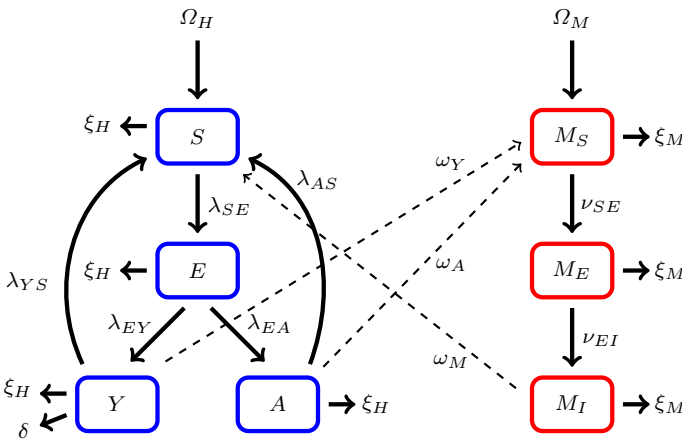 Ω_H Ω_M
ξ_H S M_S ξ_M
ω_Y
λ_AS
λ_SE ν_SE
ξ_H E ω_A M_E ξ_M
λ_YS
λ_EY λ_EA ν_EI
ω_M
ξ_H Y A ξ_H M_I ξ_M
δ